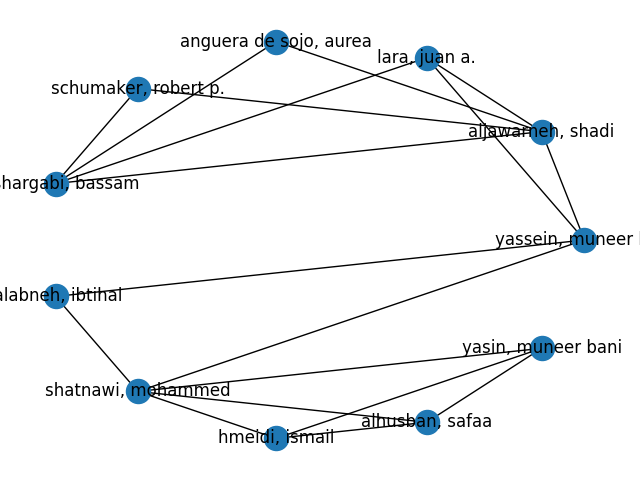 anguera de sojo, aurea
lara, juan a.
schumaker, robert p.
aljawarneh, shadi
shargabi, bassam
yassein, muneer
alabneh, ibtihal
yasin, muneer bani
shatnawi, mohammed
alhusban, safaa
hmeidi, ismail